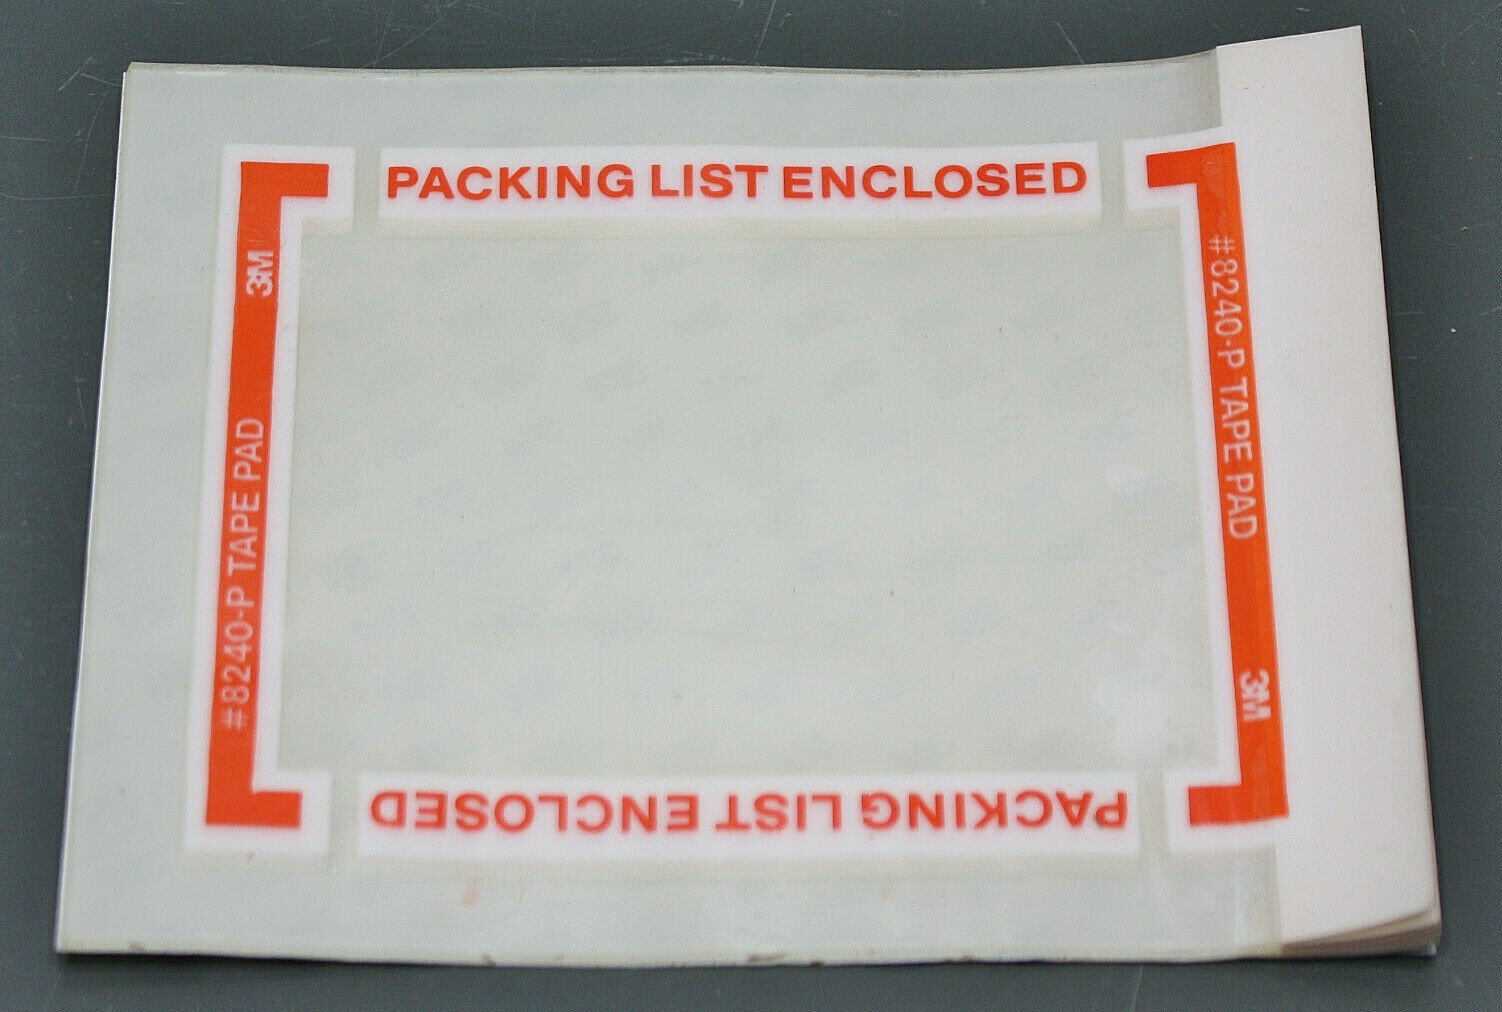 PACKING LIST ENCLOSED
3M
#8240-P TAPE PAD
#8240-P TAPE PAD
3M
PACKING LIST ENCLOSED